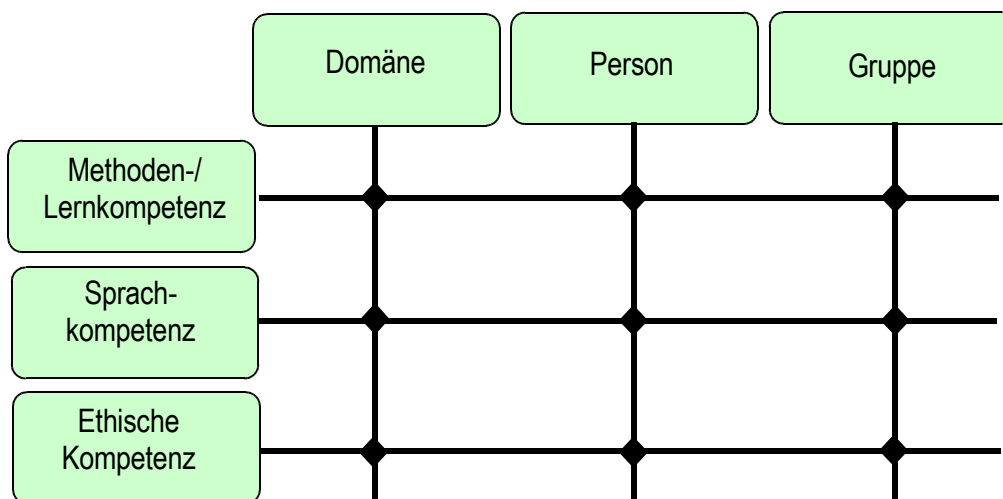 Domäne
Person
Gruppe
Methoden-/
Lernkompetenz
Sprach-
kompetenz
Ethische
Kompetenz